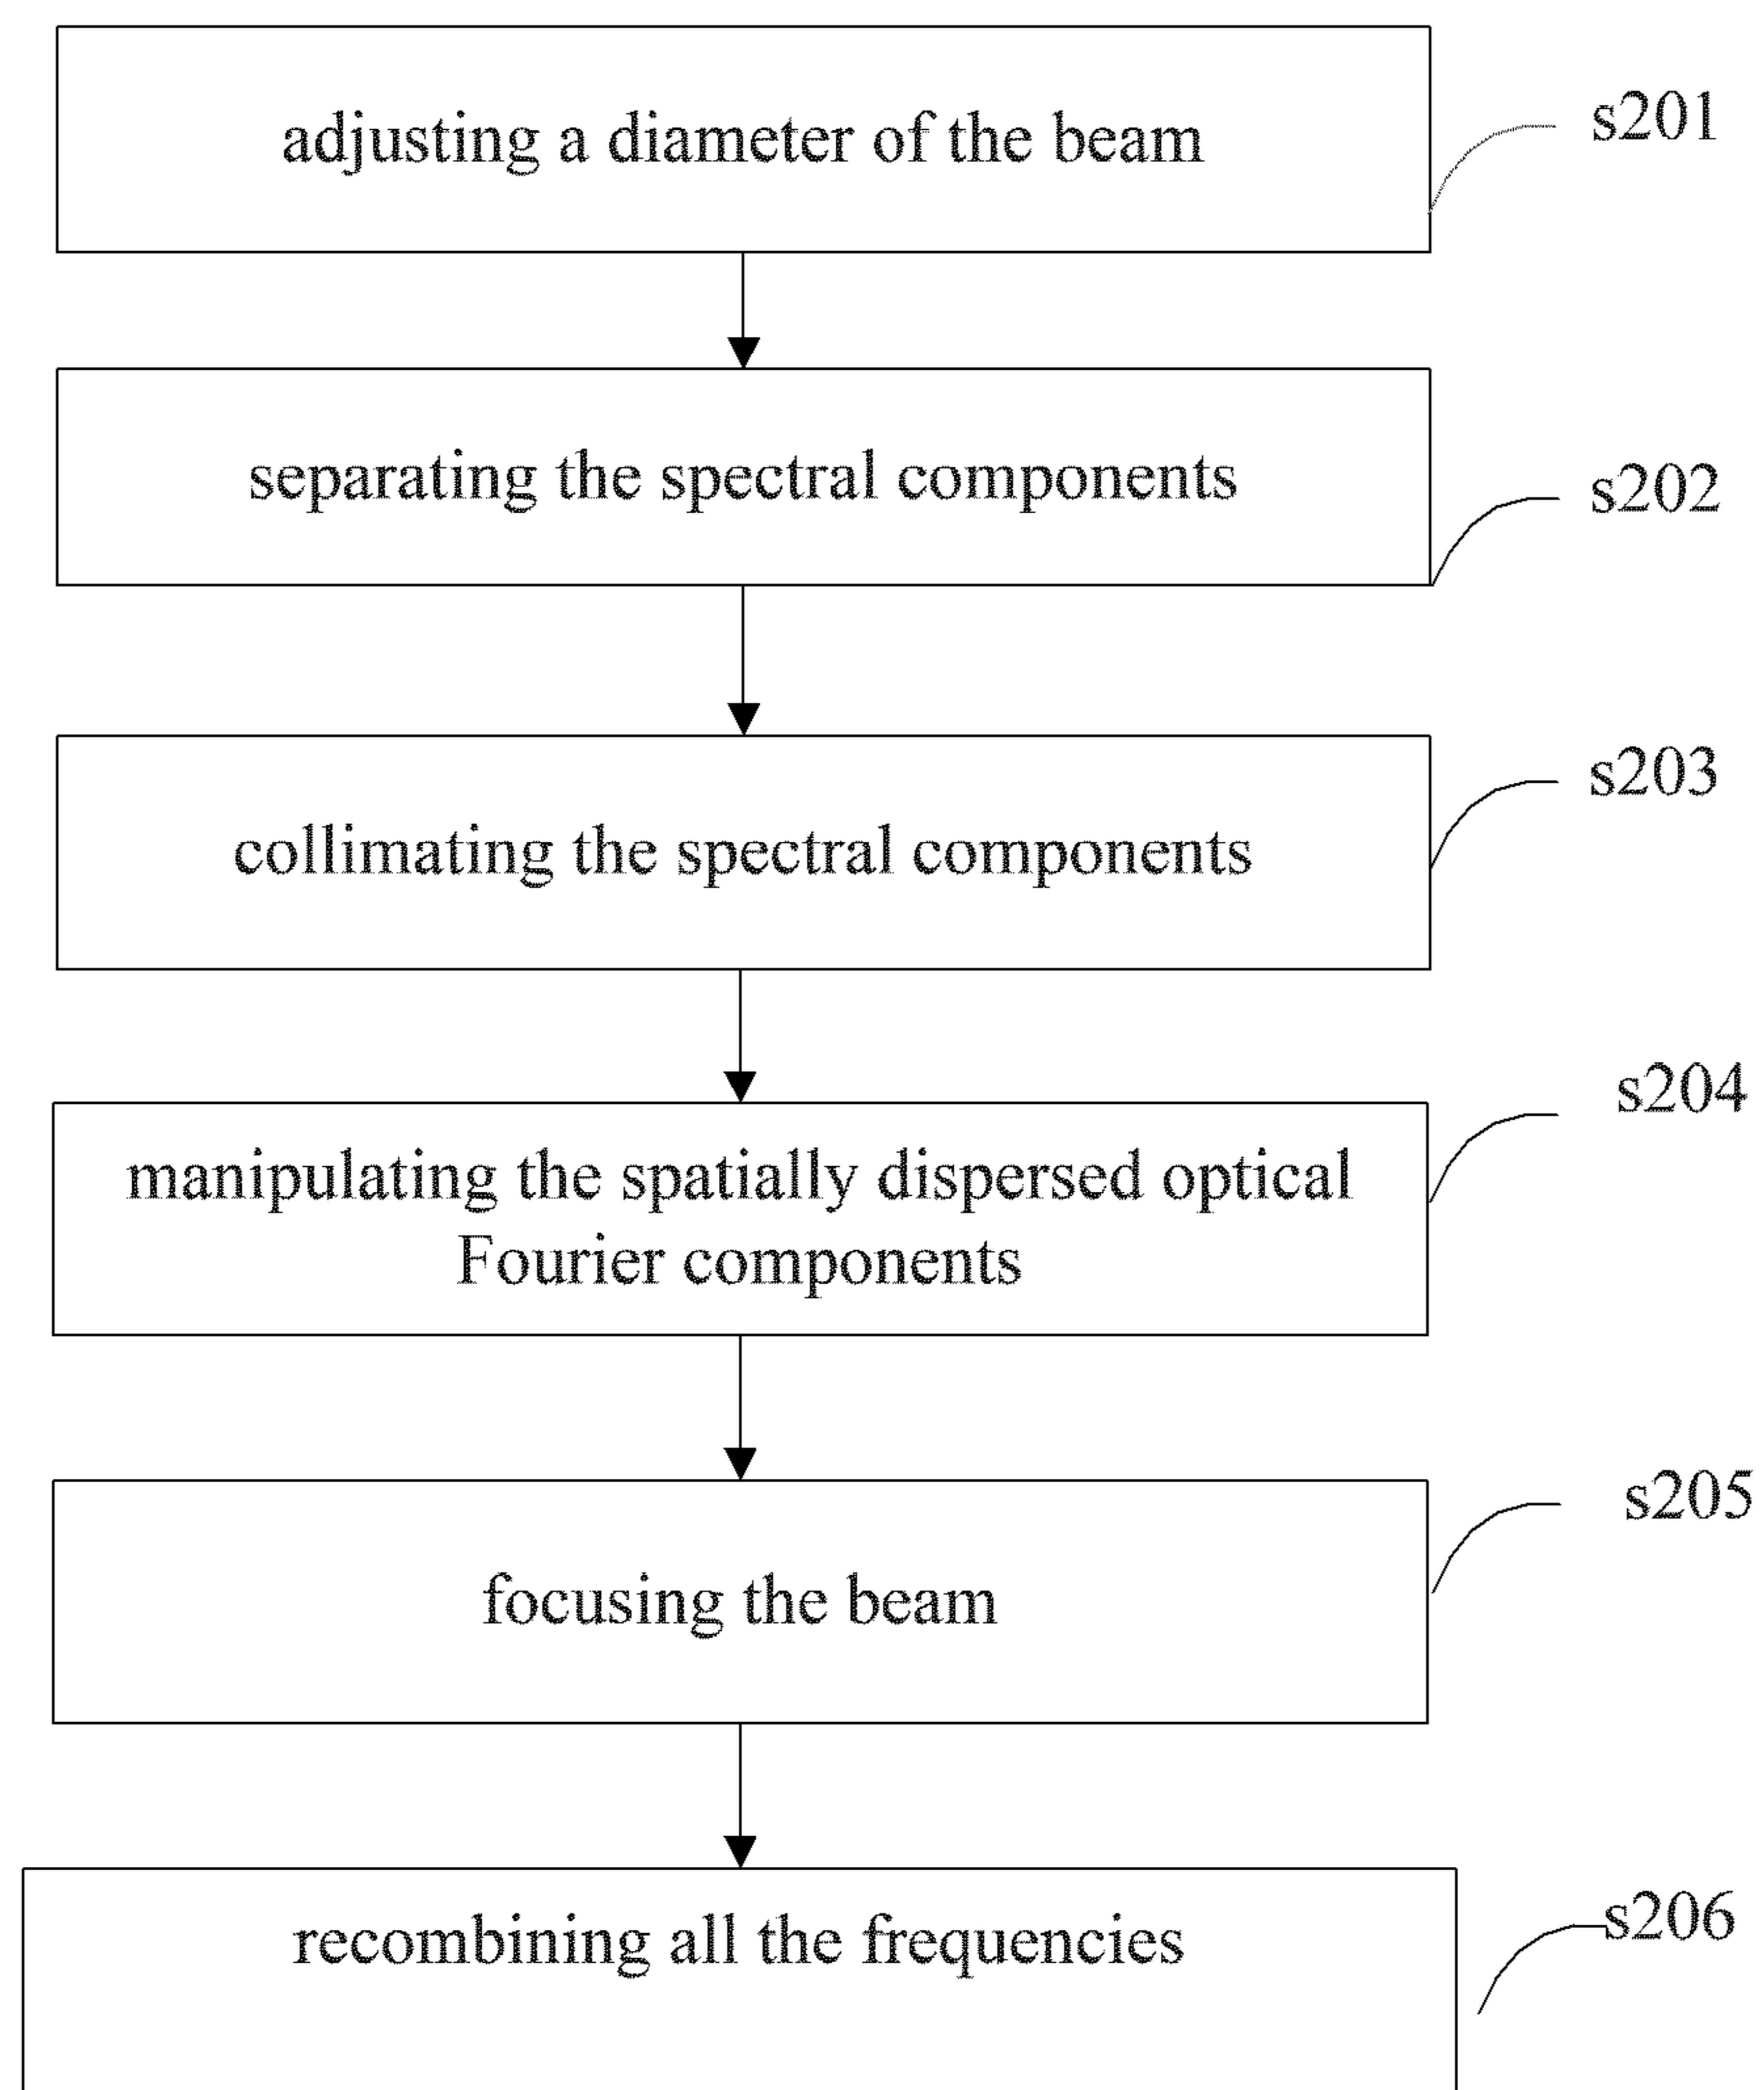 adjusting a diameter of the beam
s201
separating the spectral components
s202
collimating the spectral components
s203
manipulating the spatially dispersed optical
Fourier components
s204
focusing the beam
s205
recombining all the frequencies
s206